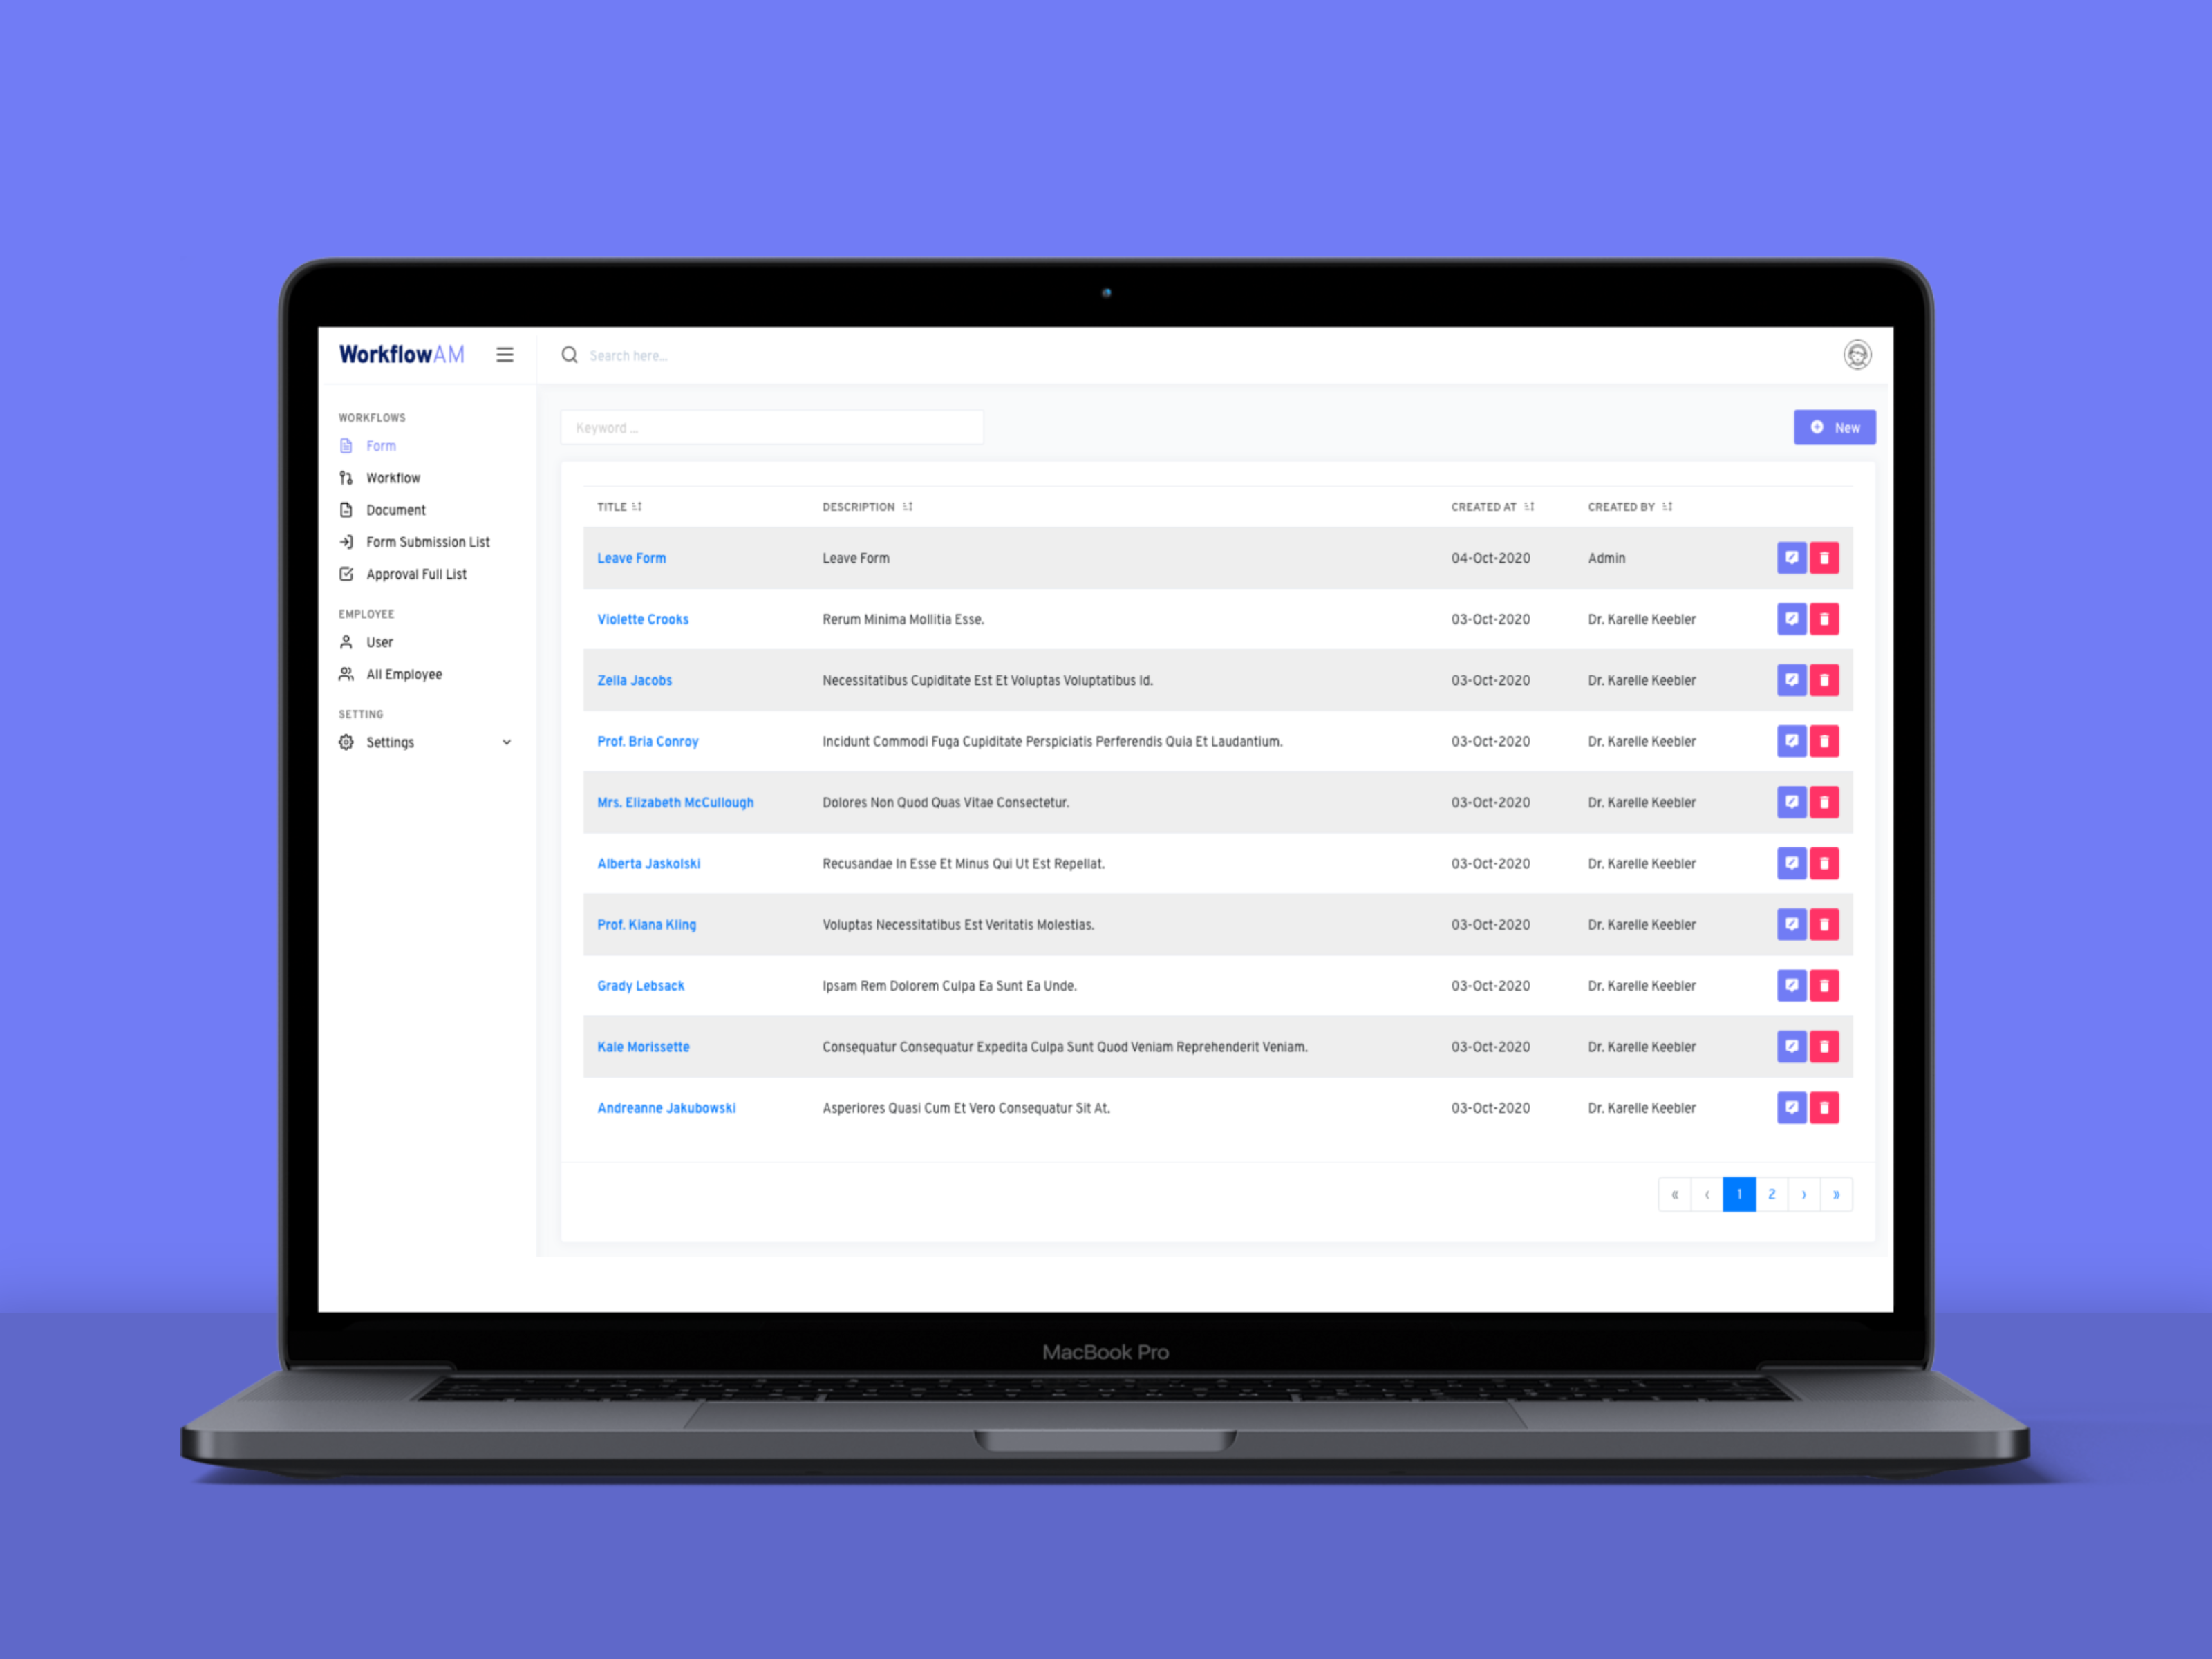 WorkflowAM
Search here...
WORKFLOWS
Form
Workflow
Document
Form Submission List
Approval Full List
EMPLOYEE
User
All Employee
SETTING
Settings
Keyword ...
New
TITLE DESCRIPTION CREATED AT CREATED BY
Leave Form Leave Form 04-Oct-2020 Admin
Violette Crooks Rerum Minima Mollitia Esse. 03-Oct-2020 Dr. Karelle Keebler
Zella Jacobs Necessitatibus Cupiditate Est Et Voluptas Voluptatibus Id. 03-Oct-2020 Dr. Karelle Keebler
Prof. Bria Conroy Incidunt Commodi Fuga Cupiditate Perspiciatis Perferendis Quia Et Laudantium. 03-Oct-2020 Dr. Karelle Keebler
Mrs. Elizabeth McCullough Dolores Non Quod Quas Vitae Consectetur. 03-Oct-2020 Dr. Karelle Keebler
Alberta Jaskolski Recusandae In Esse Et Minus Qui Ut Est Repellat. 03-Oct-2020 Dr. Karelle Keebler
Prof. Kiana Kling Voluptas Necessitatibus Est Veritatis Molestias. 03-Oct-2020 Dr. Karelle Keebler
Grady Lebsack Ipsam Rem Dolorem Culpa Ea Sunt Ea Unde. 03-Oct-2020 Dr. Karelle Keebler
Kale Morissette Consequatur Consequatur Expedita Culpa Sunt Quod Veniam Reprehenderit Veniam. 03-Oct-2020 Dr. Karelle Keebler
Andreanne Jakubowski Asperiores Quasi Cum Et Vero Consequatur Sit At. 03-Oct-2020 Dr. Karelle Keebler
« ‹ 1 2 › »
MacBook Pro